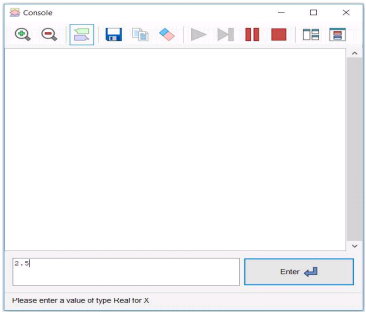 Console
2.5
Enter
Please enter a value of type Real for X